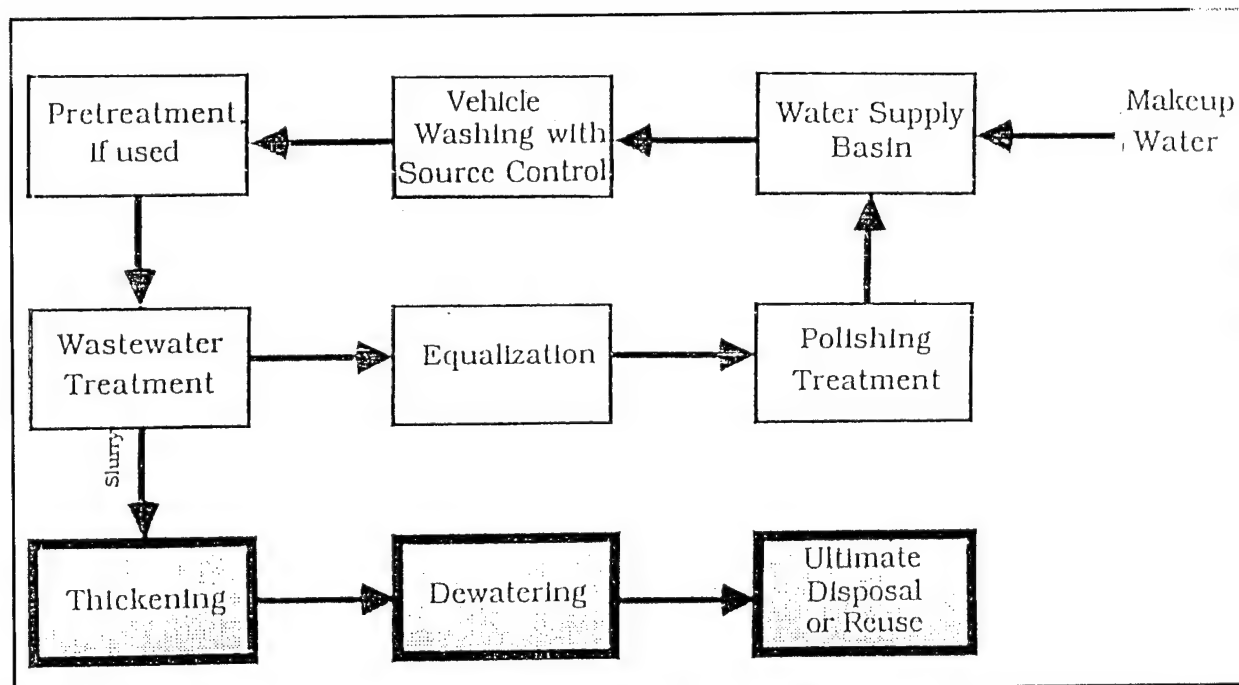 Pretreatment,
if used
Vehicle
Washing with
Source Control
Water Supply
Basin
Makeup
Water
Wastewater
Treatment
Equalization
Polishing
Treatment
Slurry
Thickening
Dewatering
Ultimate
Disposal
or Reuse